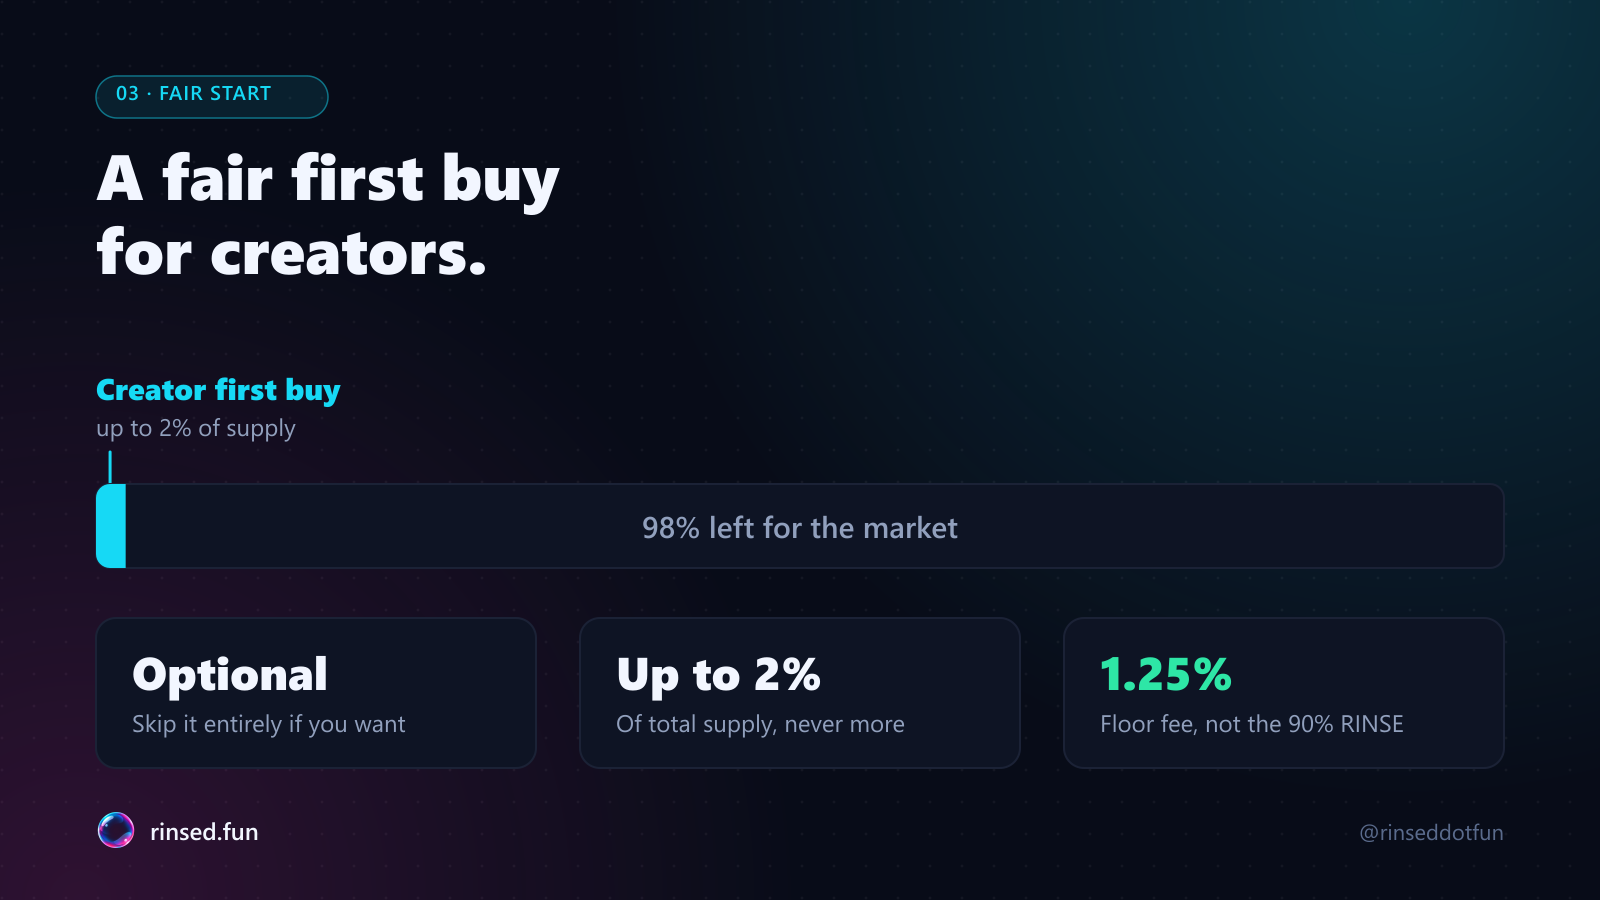 03 · FAIR START
A fair first buy
for creators.
Creator first buy
up to 2% of supply
98% left for the market
Optional
Skip it entirely if you want
Up to 2%
Of total supply, never more
1.25%
Floor fee, not the 90% RINSE
rinsed.fun
@rinseddotfun